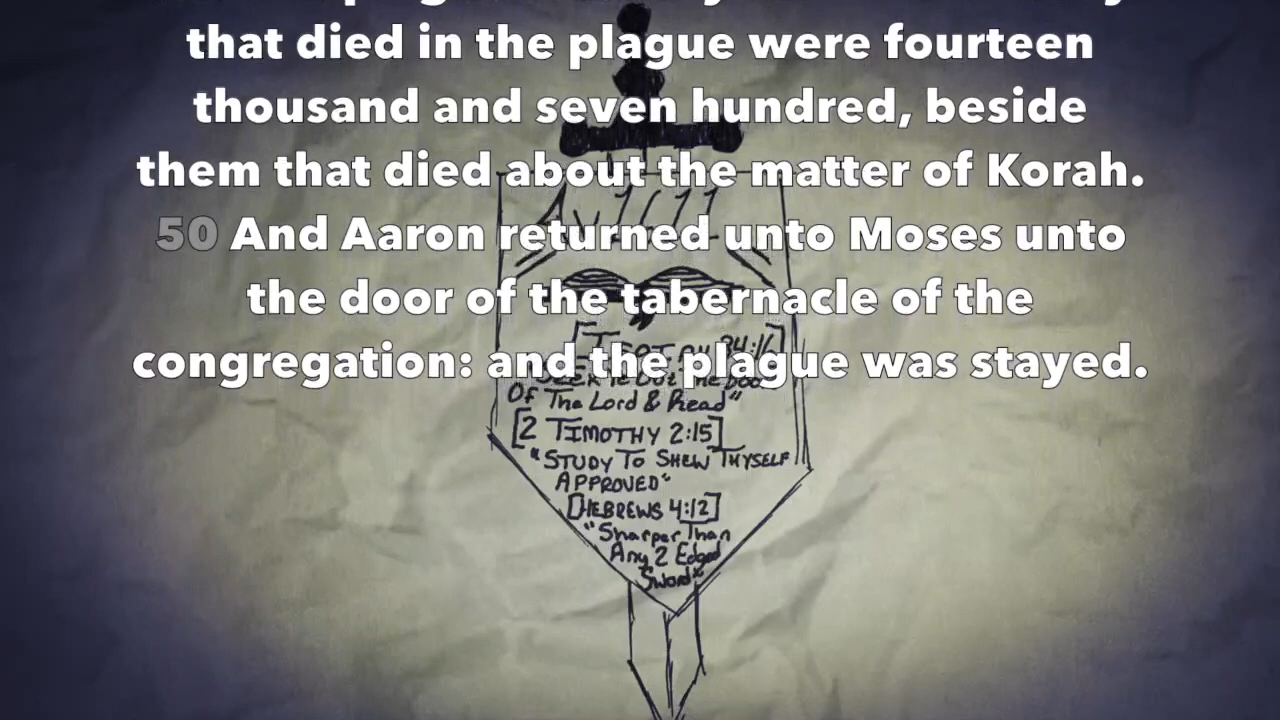 that died in the plague were fourteen
thousand and seven hundred, beside
them that died about the matter of Korah.
50 And Aaron returned unto Moses unto
the door of the tabernacle of the
congregation: and the plague was stayed.
Av1611
34:16]
Of The Lord & Read"
[2 TIMOTHY 2:15]
"STUDY TO SHEW THYSELF
APPROVED"
[HEBREWS 4:12]
"Sharper Than
Any 2 Edged
Sword"